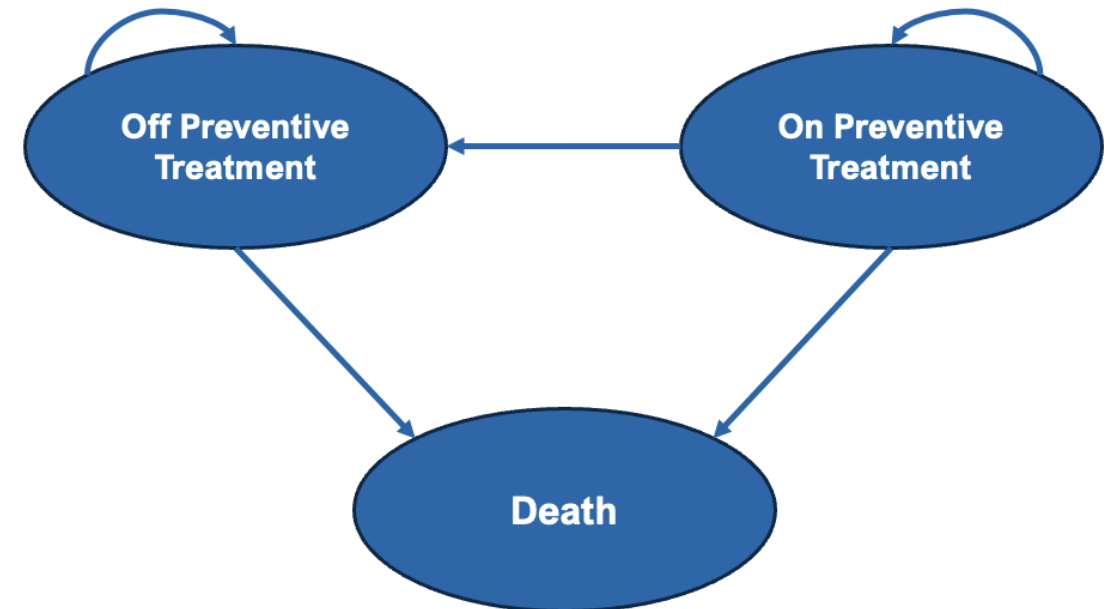 Off Preventive
Treatment
On Preventive
Treatment
Death